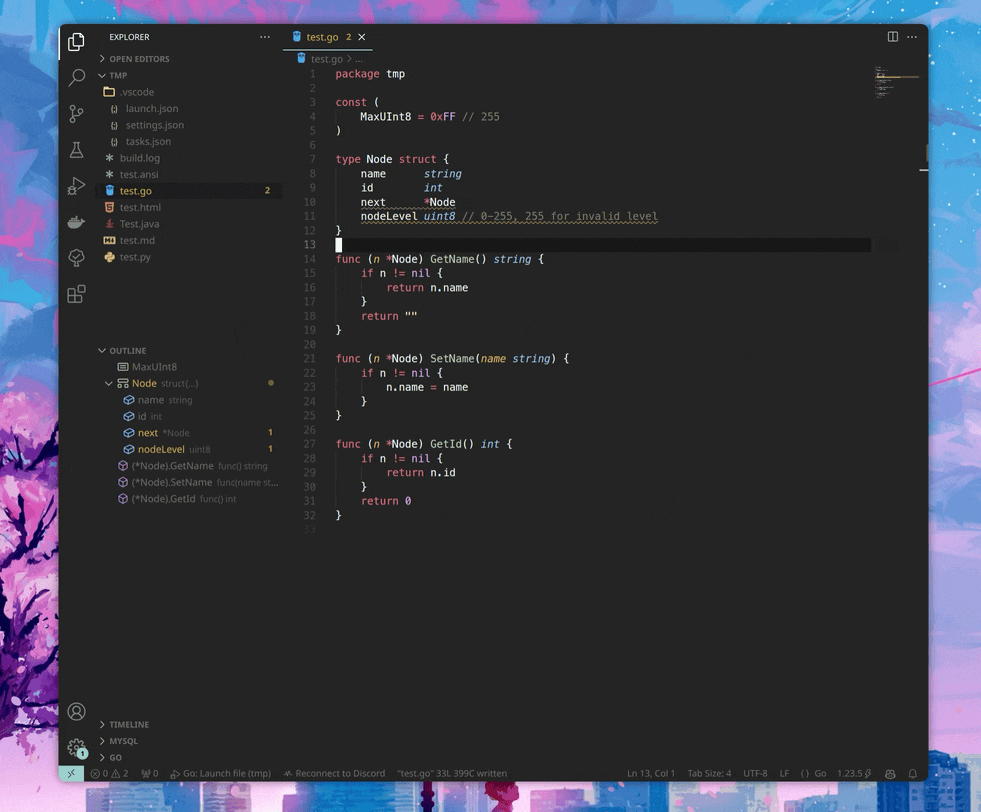 EXPLORER ...
OPEN EDITORS
TMP
.vscode
launch.json
settings.json
tasks.json
build.log
test.ansi
test.go 2
test.html
Test.java
test.md
test.py
OUTLINE
MaxUInt8
Node struct{...}
name string
id int
next *Node 1
nodeLevel uint8 1
(*Node).GetName func() string
(*Node).SetName func(name st...
(*Node).GetId func() int
TIMELINE
MYSQL
GO
1
test.go 2
test.go > ...
1 package tmp
2
3 const (
4 MaxUInt8 = 0xFF // 255
5 )
6
7 type Node struct {
8 name string
9 id int
10 next *Node
11 nodeLevel uint8 // 0-255, 255 for invalid level
12 }
13
14 func (n *Node) GetName() string {
15 if n != nil {
16 return n.name
17 }
18 return ""
19 }
20
21 func (n *Node) SetName(name string) {
22 if n != nil {
23 n.name = name
24 }
25 }
26
27 func (n *Node) GetId() int {
28 if n != nil {
29 return n.id
30 }
31 return 0
32 }
33
0 2 0 Go: Launch file (tmp) Reconnect to Discord "test.go" 33L 399C written Ln 13, Col 1 Tab Size: 4 UTF-8 LF { } Go 1.23.5